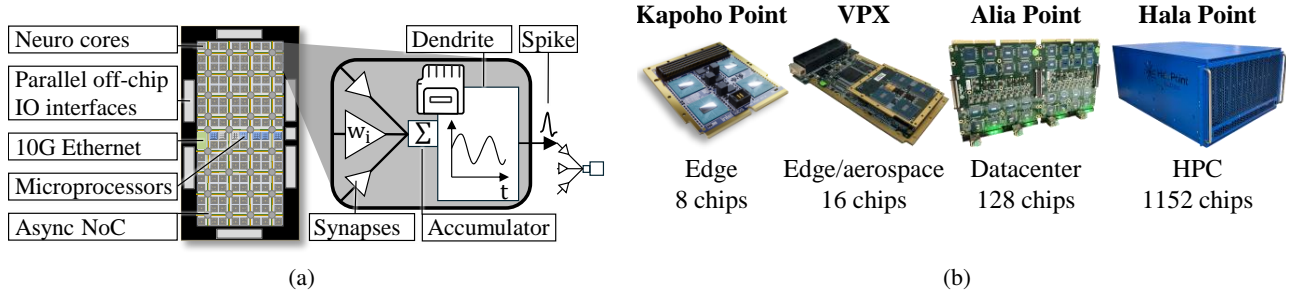 Neuro cores
Parallel off-chip
IO interfaces
10G Ethernet
Microprocessors
Async NoC
Dendrite
Spike
w_i
Σ
t
Synapses
Accumulator
(a)
Kapoho Point
VPX
Alia Point
Hala Point
Edge
Edge/aerospace
Datacenter
HPC
8 chips
16 chips
128 chips
1152 chips
(b)